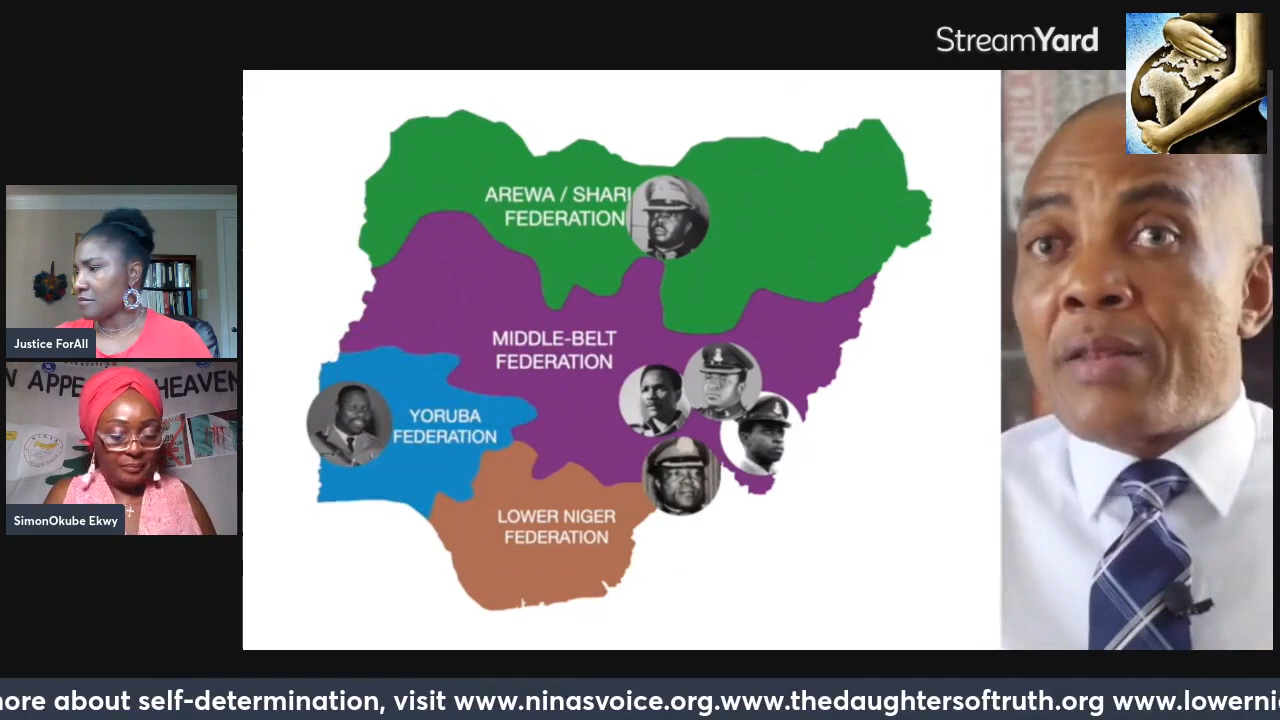 StreamYard
AREWA / SHARI
FEDERATION
MIDDLE-BELT
FEDERATION
YORUBA
FEDERATION
LOWER NIGER
FEDERATION
Justice ForAll
N APPE HEAVEN
SimonOkube Ekwy
nore about self-determination, visit www.ninasvoice.org.www.thedaughtersoftruth.org www.lowerni